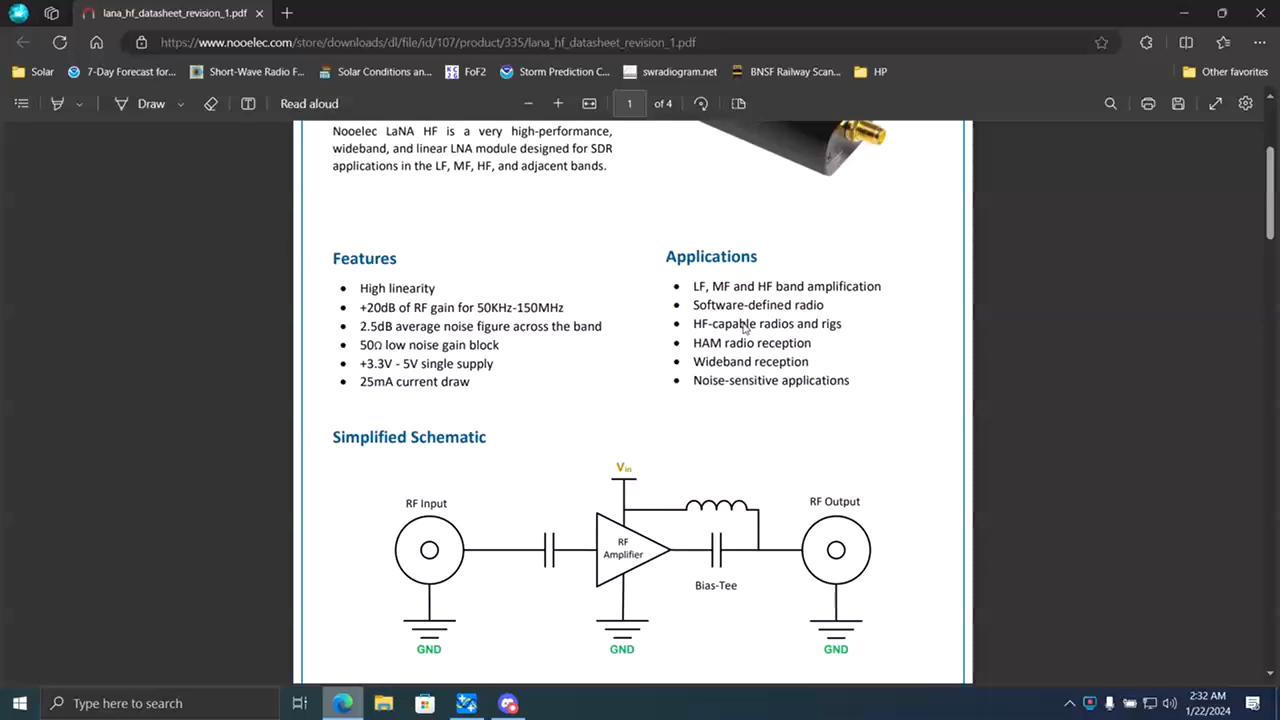 lana_hf_datasheet_revision_1.pdf
https://www.nooelec.com/store/downloads/dl/file/id/107/product/335/lana_hf_datasheet_revision_1.pdf
Solar
7-Day Forecast for...
Short-Wave Radio F...
Solar Conditions an...
FoF2
Storm Prediction C...
swradiogram.net
BNSF Railway Scan...
HP
Other favorites
Draw
Read aloud
1 of 4
Nooelec LaNA HF is a very high-performance,
wideband, and linear LNA module designed for SDR
applications in the LF, MF, HF, and adjacent bands.
Features
• High linearity
• +20dB of RF gain for 50KHz-150MHz
• 2.5dB average noise figure across the band
• 50Ω low noise gain block
• +3.3V - 5V single supply
• 25mA current draw
Applications
• LF, MF and HF band amplification
• Software-defined radio
• HF-capable radios and rigs
• HAM radio reception
• Wideband reception
• Noise-sensitive applications
Simplified Schematic
Vin
RF Input
RF Output
RF
Amplifier
Bias-Tee
GND
GND
GND
Type here to search
2:32 AM
1/22/2024